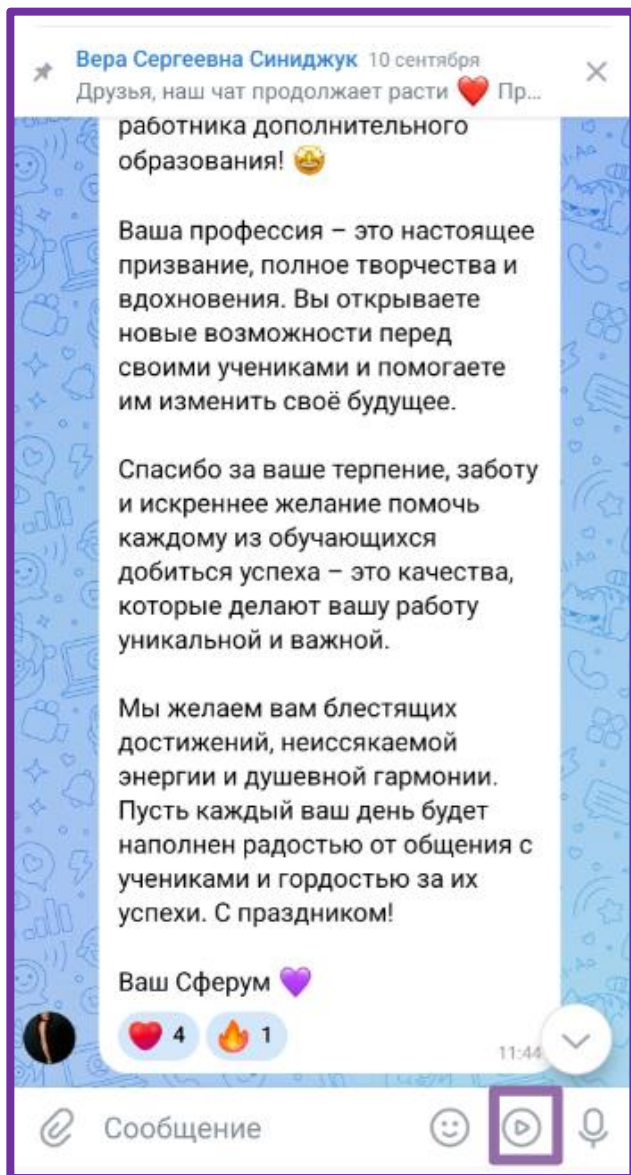 Вера Сергеевна Синиджук 10 сентября
Друзья, наш чат продолжает расти ❤️ Пр...
работника дополнительного
образования! 🤩
Ваша профессия – это настоящее
призвание, полное творчества и
вдохновения. Вы открываете
новые возможности перед
своими учениками и помогаете
им изменить своё будущее.
Спасибо за ваше терпение, заботу
и искреннее желание помочь
каждому из обучающихся
добиться успеха – это качества,
которые делают вашу работу
уникальной и важной.
Мы желаем вам блестящих
достижений, неиссякаемой
энергии и душевной гармонии.
Пусть каждый ваш день будет
наполнен радостью от общения с
учениками и гордостью за их
успехи. С праздником!
Ваш Сферум 💜
❤️ 4 🔥 1
11:44
Сообщение